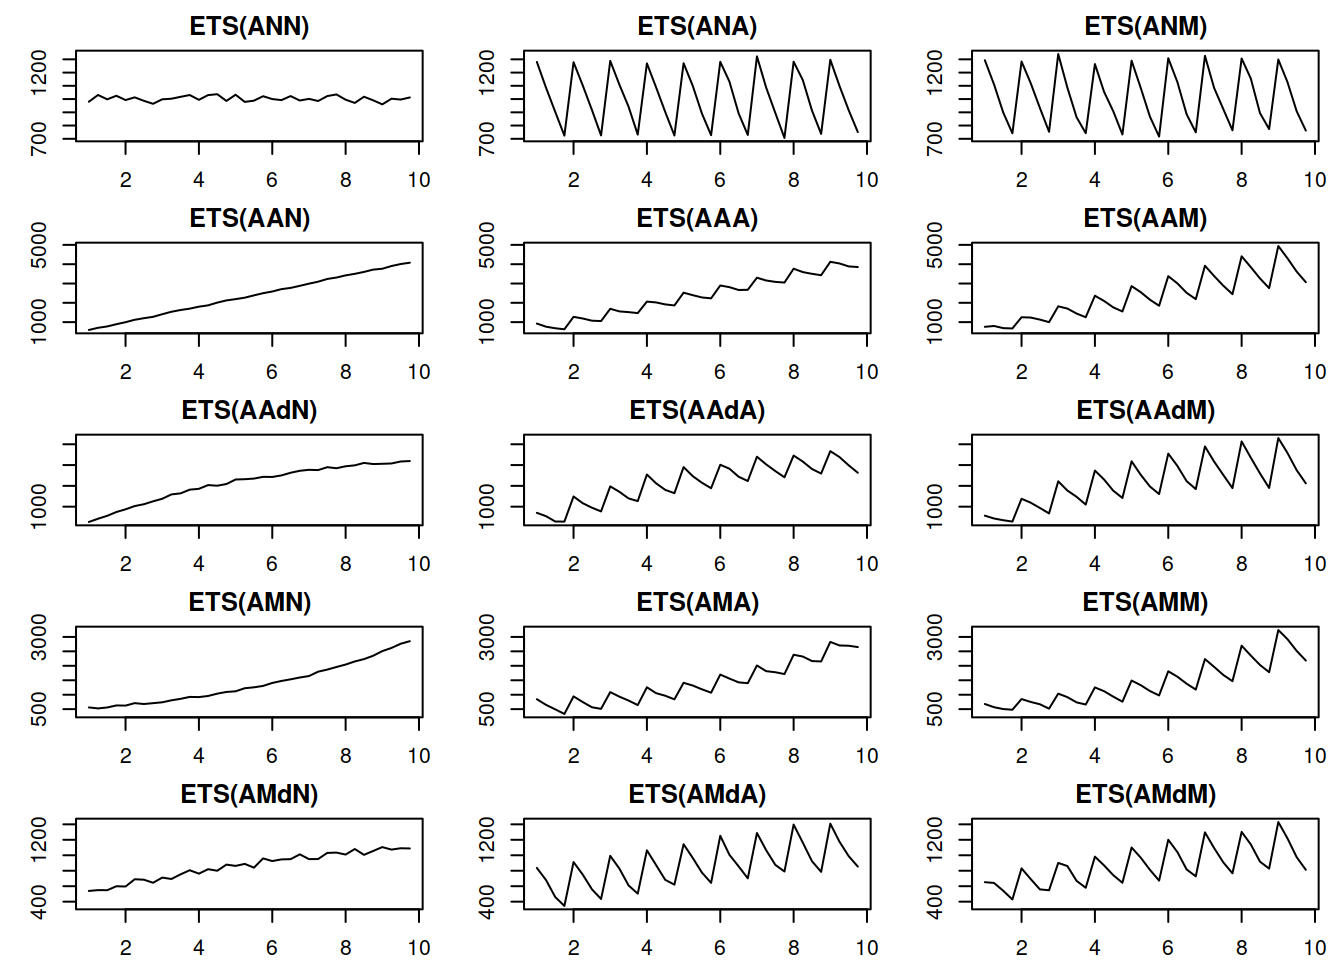 ETS(ANN) ETS(ANA) ETS(ANM)
700 1200 700 1200 700 1200
2 4 6 8 10 2 4 6 8 10 2 4 6 8 10
ETS(AAN) ETS(AAA) ETS(AAM)
1000 5000 1000 5000 1000 5000
2 4 6 8 10 2 4 6 8 10 2 4 6 8 10
ETS(AAdN) ETS(AAdA) ETS(AAdM)
1000 1000 1000
2 4 6 8 10 2 4 6 8 10 2 4 6 8 10
ETS(AMN) ETS(AMA) ETS(AMM)
500 3000 500 3000 500 3000
2 4 6 8 10 2 4 6 8 10 2 4 6 8 10
ETS(AMdN) ETS(AMdA) ETS(AMdM)
400 1200 400 1200 400 1200
2 4 6 8 10 2 4 6 8 10 2 4 6 8 10